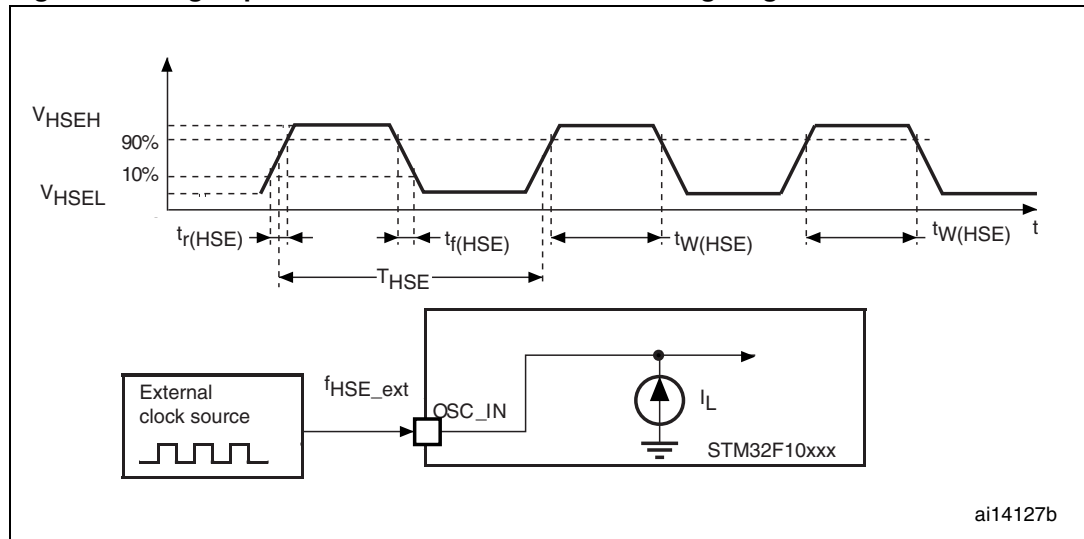 V_HSEH
90%
10%
V_HSEL
t_r(HSE)
t_f(HSE)
t_W(HSE)
t_W(HSE)
t
T_HSE
External
clock source
f_HSE_ext
OSC_IN
I_L
STM32F10xxx
ai14127b